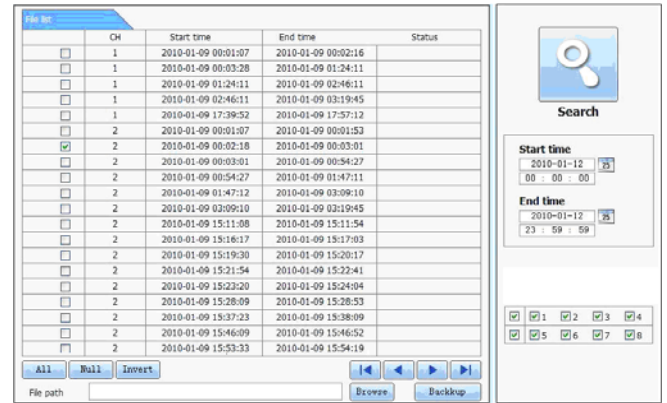 File list
CH Start time End time Status
1 2010-01-09 00:01:07 2010-01-09 00:02:16
1 2010-01-09 00:03:28 2010-01-09 01:24:11
1 2010-01-09 01:24:11 2010-01-09 02:46:11
1 2010-01-09 02:46:11 2010-01-09 03:19:45
1 2010-01-09 17:39:52 2010-01-09 17:57:12
2 2010-01-09 00:01:07 2010-01-09 00:01:53
2 2010-01-09 00:02:18 2010-01-09 00:03:01
2 2010-01-09 00:03:01 2010-01-09 00:54:27
2 2010-01-09 00:54:27 2010-01-09 01:47:11
2 2010-01-09 01:47:12 2010-01-09 03:09:10
2 2010-01-09 03:09:10 2010-01-09 03:19:45
2 2010-01-09 15:11:08 2010-01-09 15:11:54
2 2010-01-09 15:16:17 2010-01-09 15:17:03
2 2010-01-09 15:19:30 2010-01-09 15:20:17
2 2010-01-09 15:21:54 2010-01-09 15:22:41
2 2010-01-09 15:23:20 2010-01-09 15:24:04
2 2010-01-09 15:28:09 2010-01-09 15:28:53
2 2010-01-09 15:37:23 2010-01-09 15:38:09
2 2010-01-09 15:46:09 2010-01-09 15:46:52
2 2010-01-09 15:53:33 2010-01-09 15:54:19
All Null Invert
File path Browse Backkup
Search
Start time
2010-01-12 25
00 : 00 : 00
End time
2010-01-12 25
23 : 59 : 59
1 2 3 4
5 6 7 8